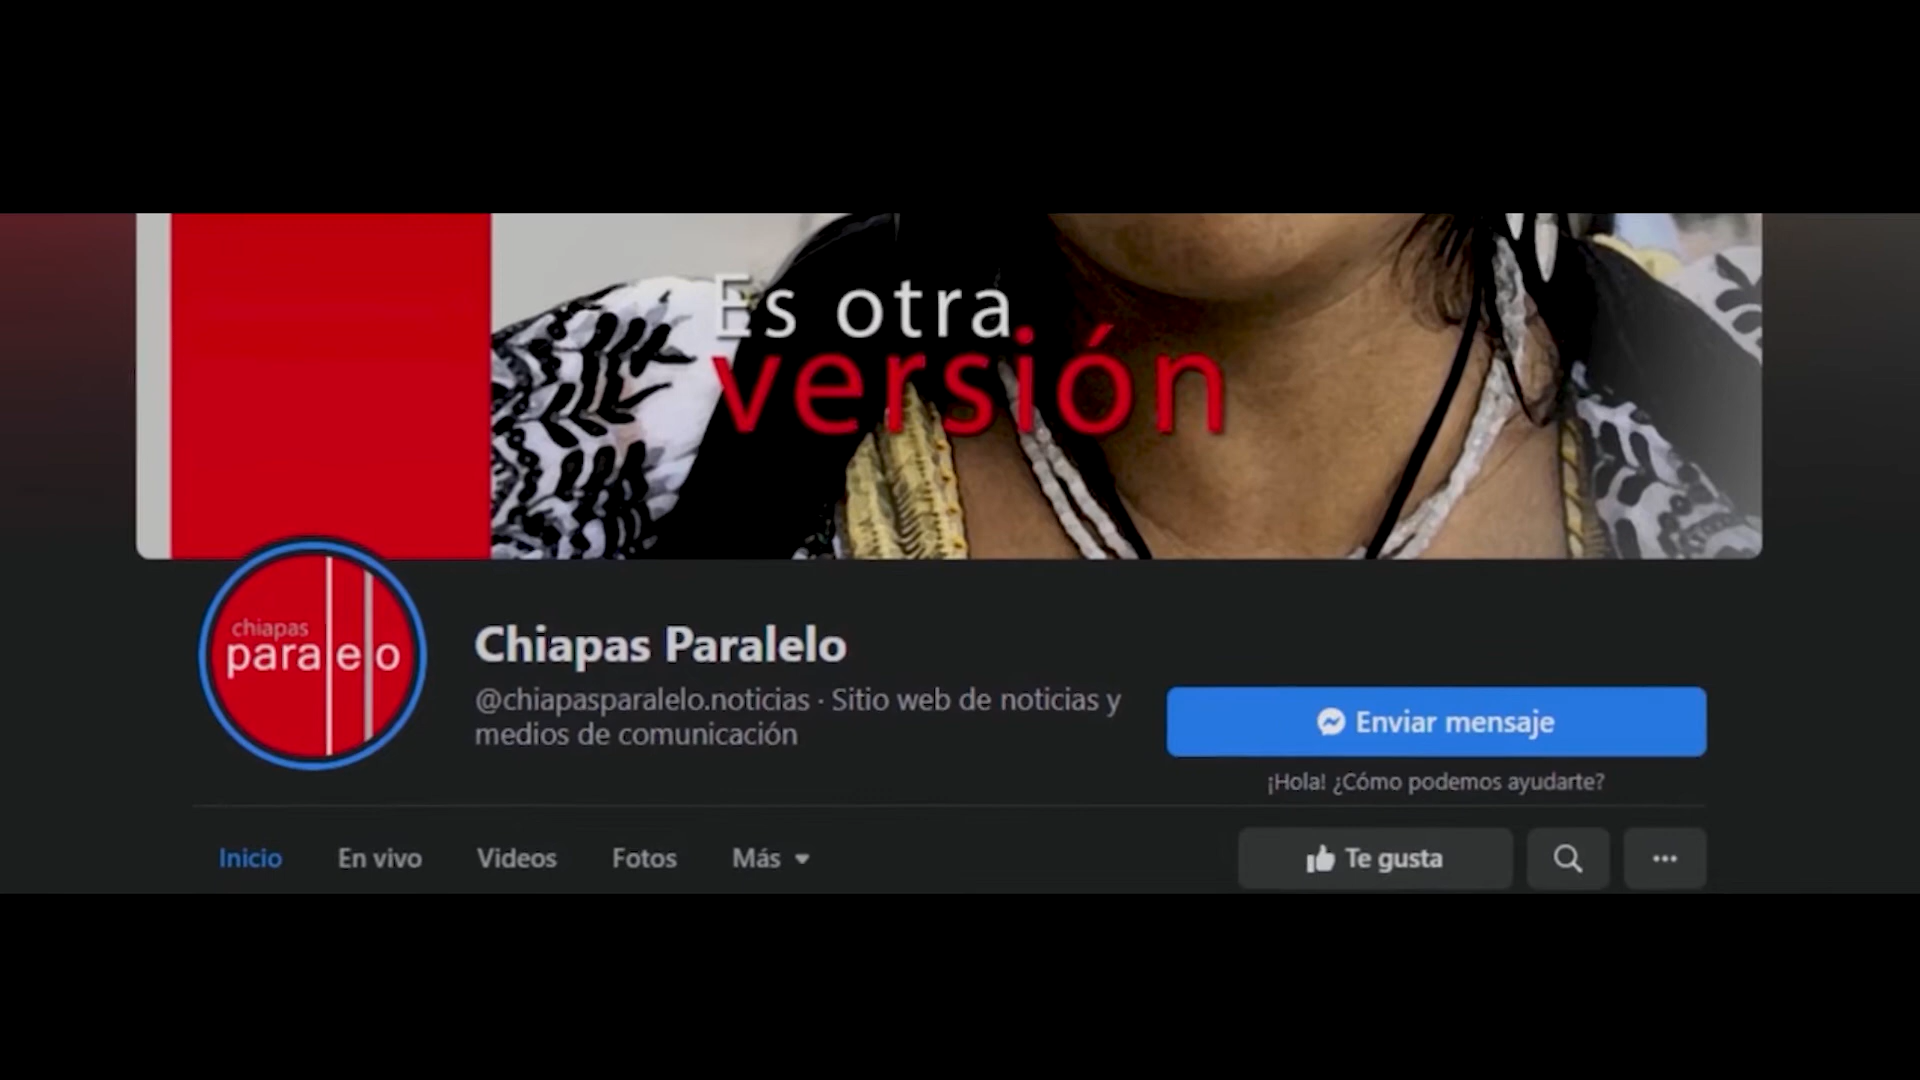 Es otra
versión
chiapas
paralelo
Chiapas Paralelo
@chiapasparalelo.noticias · Sitio web de noticias y
medios de comunicación
Enviar mensaje
¡Hola! ¿Cómo podemos ayudarte?
Inicio
En vivo
Videos
Fotos
Más
Te gusta